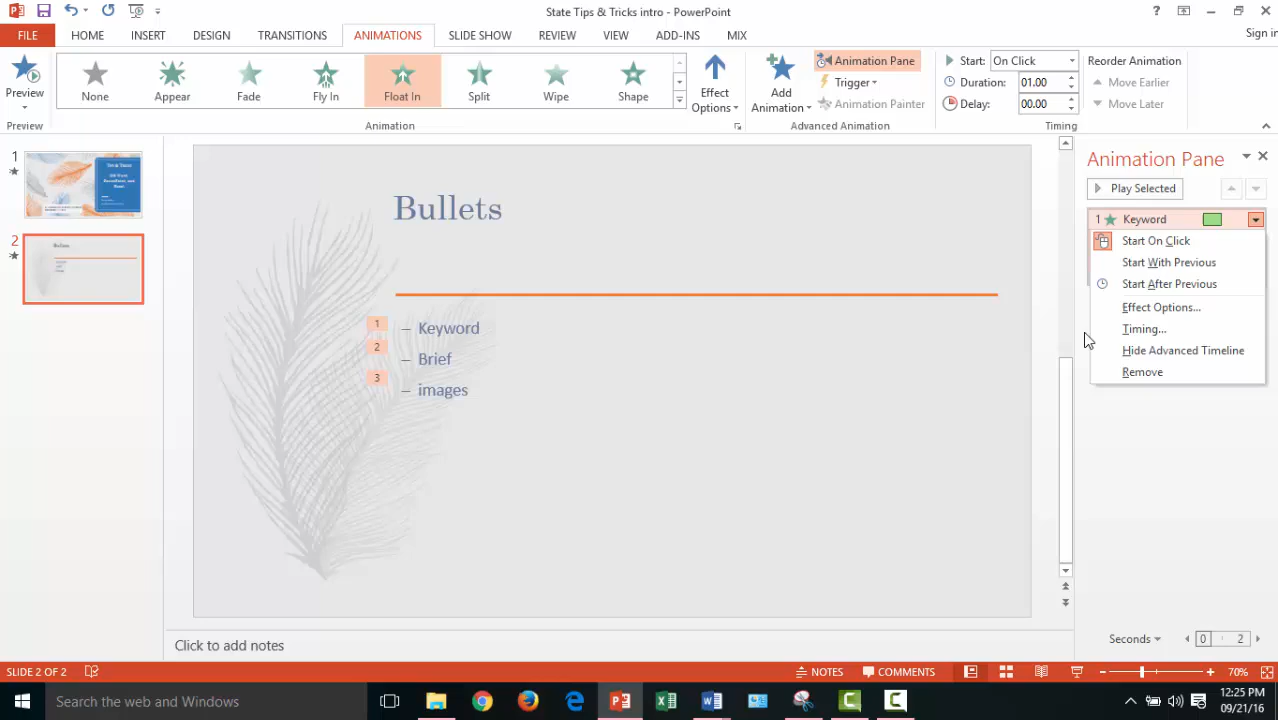 State Tips & Tricks intro - PowerPoint
?
Sign in
FILE HOME INSERT DESIGN TRANSITIONS ANIMATIONS SLIDE SHOW REVIEW VIEW ADD-INS MIX
Preview
None Appear Fade Fly In Float In Split Wipe Shape
Effect Options
Add Animation
Animation Pane
Trigger
Animation Painter
Start: On Click
Duration: 01.00
Delay: 00.00
Reorder Animation
Move Earlier
Move Later
Preview Animation Advanced Animation Timing
1
2
Bullets
1 – Keyword
2 – Brief
3 – images
Animation Pane
Play Selected
1 Keyword
Start On Click
Start With Previous
Start After Previous
Effect Options...
Timing...
Hide Advanced Timeline
Remove
Seconds 0 2
Click to add notes
SLIDE 2 OF 2 NOTES COMMENTS 70%
Search the web and Windows
12:25 PM
09/21/16